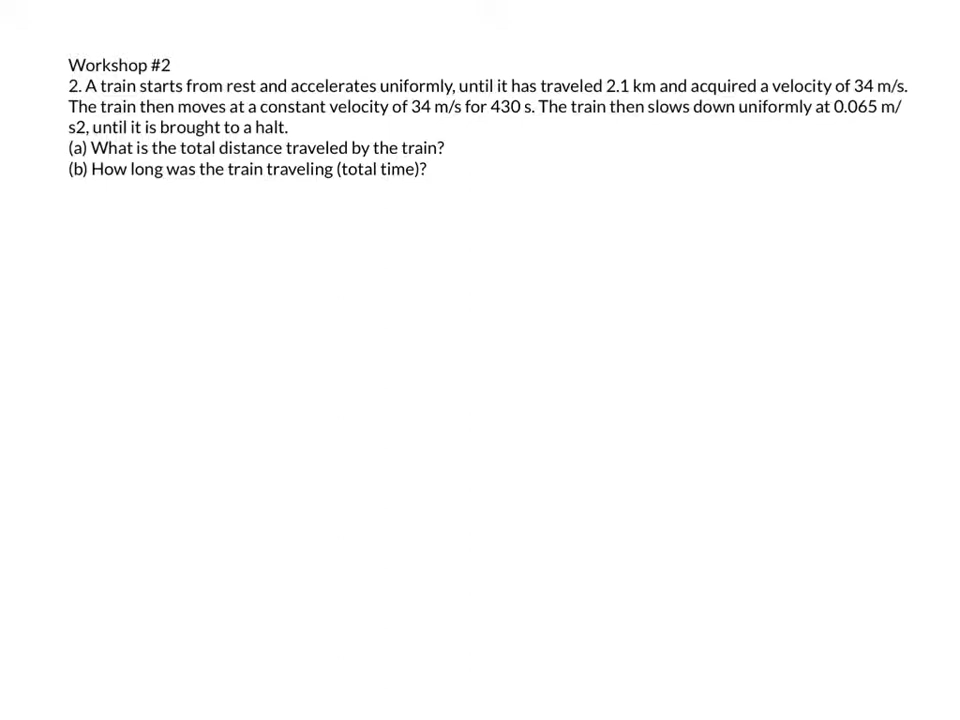 Workshop #2
2. A train starts from rest and accelerates uniformly, until it has traveled 2.1 km and acquired a velocity of 34 m/s.
The train then moves at a constant velocity of 34 m/s for 430 s. The train then slows down uniformly at 0.065 m/
s2, until it is brought to a halt.
(a) What is the total distance traveled by the train?
(b) How long was the train traveling (total time)?